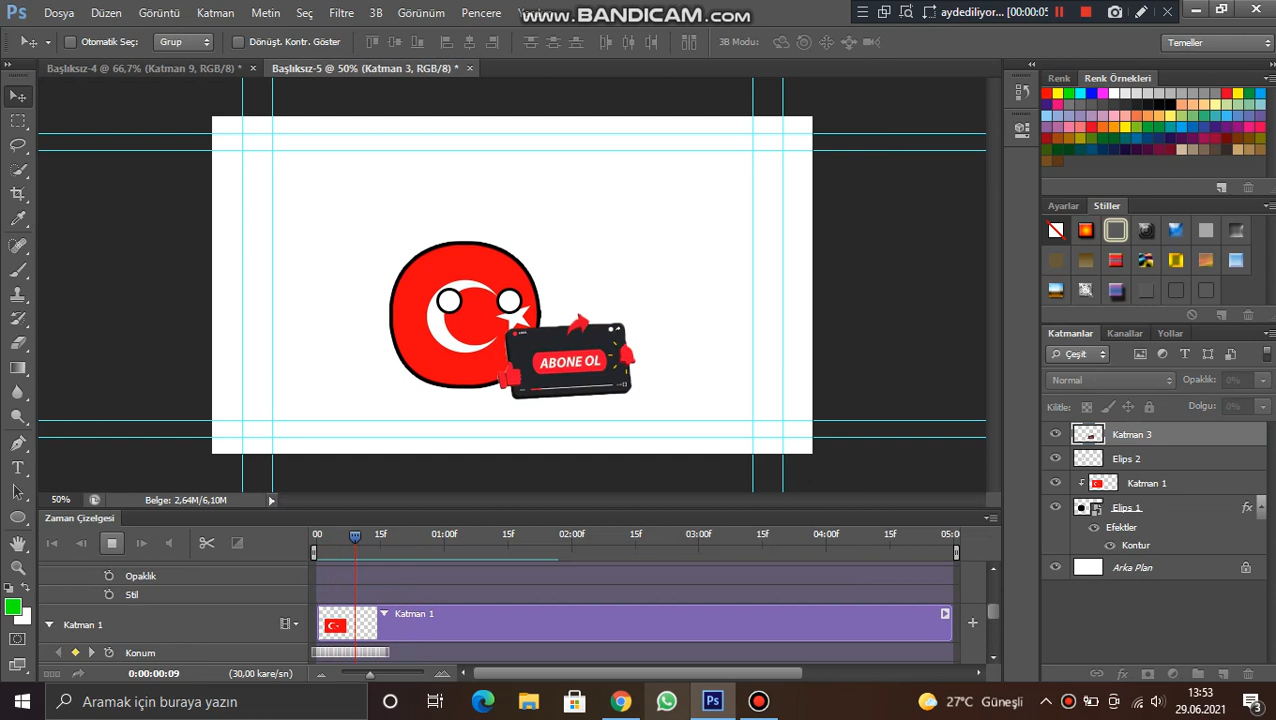 Ps Dosya Düzen Görüntü Katman Metin Seç Filtre 3B Görünüm Pencere
www.BANDICAM.com
aydediliyor... [00:00:05]
Otomatik Seç: Grup Dönüşt. Kontr. Göster 3B Modu: Temeller
Başlıksız-4 @ 66,7% (Katman 9, RGB/8) * × Başlıksız-5 @ 50% (Katman 3, RGB/8) * ×
Renk Renk Örnekleri
Ayarlar Stiller
ABONE OL
Katmanlar Kanallar Yollar
Çeşit
Normal Opaklık: 0%
Kilitle: Dolgu: 0%
Katman 3
Elips 2
Katman 1
Elips 1 fx
Efektler
Kontur
Arka Plan
50% Belge: 2,64M/6,10M
Zaman Çizelgesi
00 15f 01:00f 15f 02:00f 15f 03:00f 15f 04:00f 15f 05:0
Opaklık
Stil
Katman 1 Katman 1
Konum
0:00:00:09 (30,00 kare/sn)
Aramak için buraya yazın
Ps
27°C Güneşli
13:53
29.06.2021
3